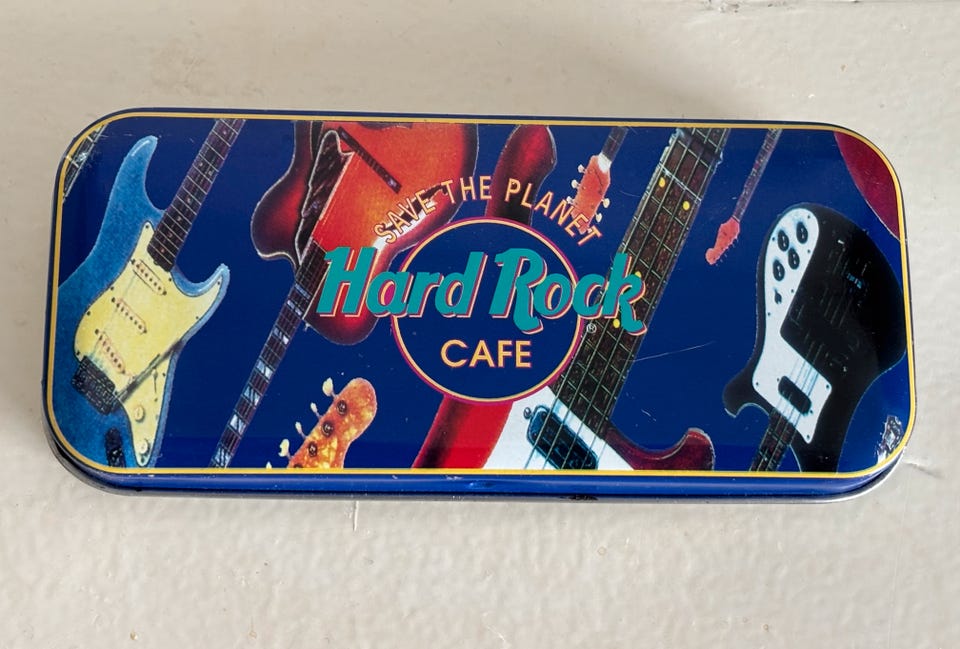 SAVE THE PLANET
Hard Rock
®
CAFE